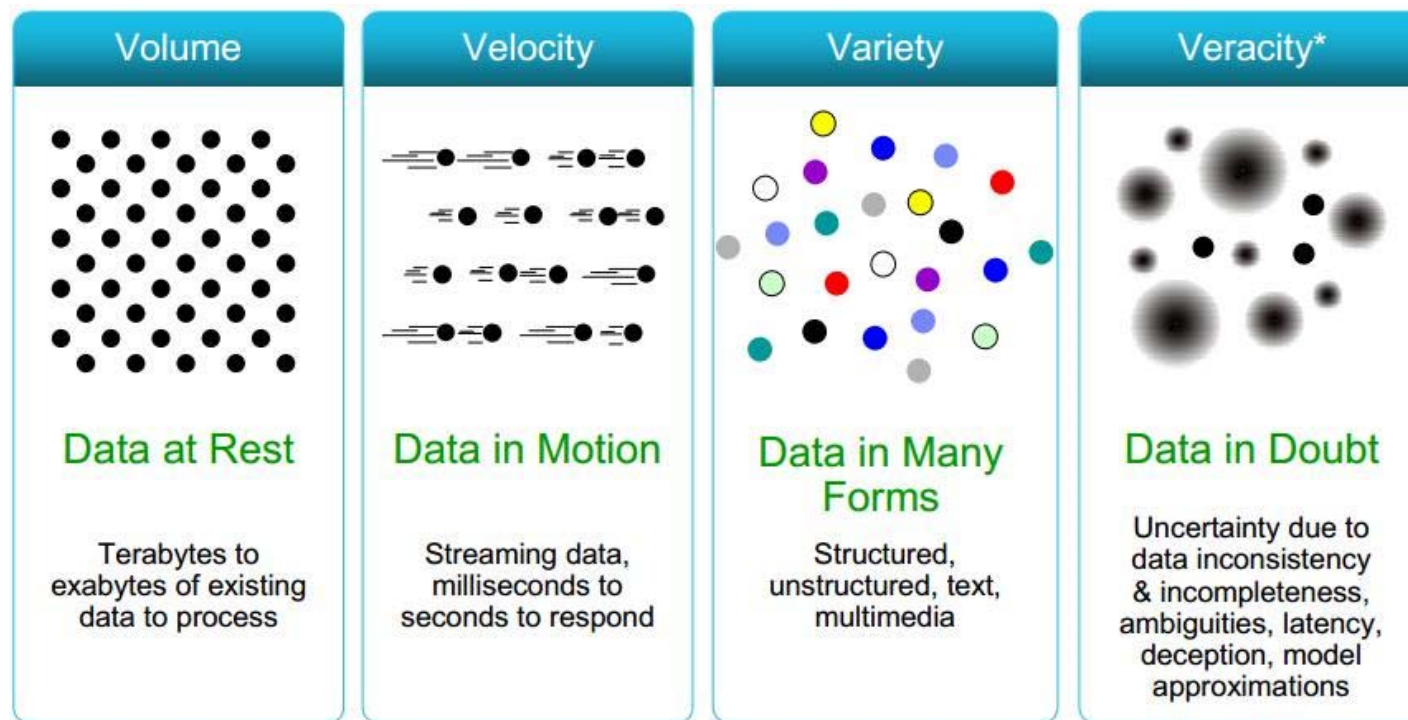 Volume
Data at Rest
Terabytes to
exabytes of existing
data to process
Velocity
Data in Motion
Streaming data,
milliseconds to
seconds to respond
Variety
Data in Many
Forms
Structured,
unstructured, text,
multimedia
Veracity*
Data in Doubt
Uncertainty due to
data inconsistency
& incompleteness,
ambiguities, latency,
deception, model
approximations